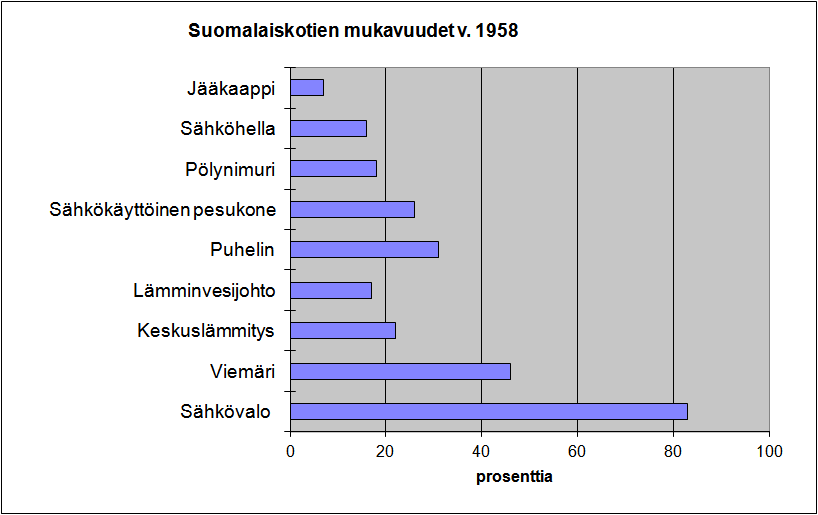 Suomalaiskotien mukavuudet v. 1958
Jääkaappi
Sähköhella
Pölynimuri
Sähkökäyttöinen pesukone
Puhelin
Lämminvesijohto
Keskuslämmitys
Viemäri
Sähkövalo
0 20 40 60 80 100
prosenttia